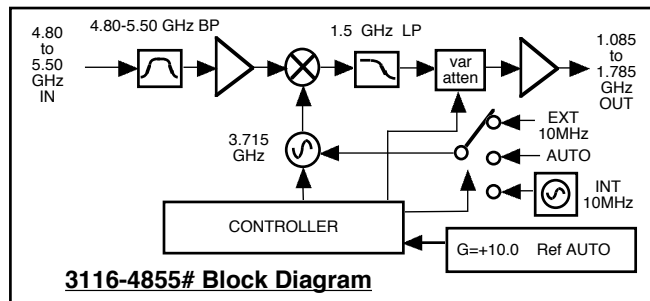 4.80
to
5.50
GHz
IN
4.80-5.50 GHz BP
1.5 GHz LP
var
atten
1.085
to
1.785
GHz
OUT
3.715
GHz
EXT
10MHz
AUTO
INT
10MHz
CONTROLLER
G=+10.0 Ref AUTO
3116-4855# Block Diagram